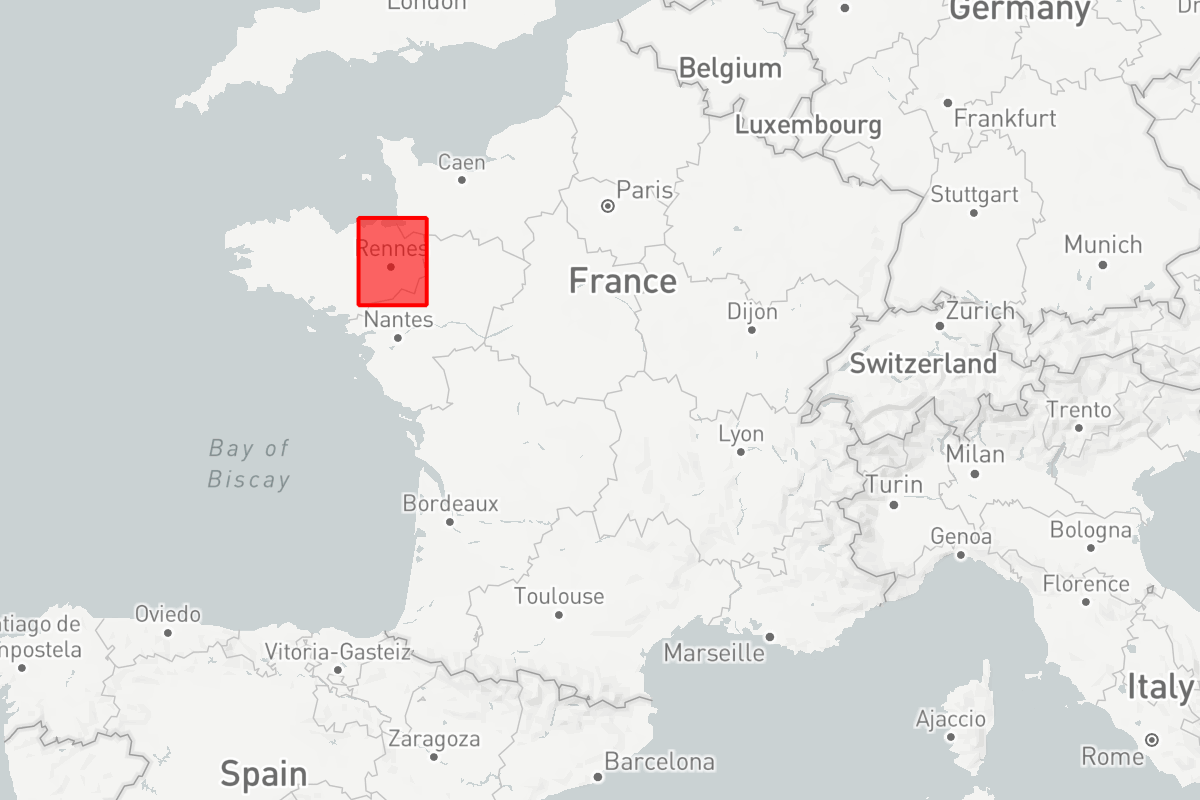 London
Germany
Dr
Belgium
Luxembourg
Frankfurt
Caen
Paris
Stuttgart
Rennes
Munich
France
Nantes
Dijon
Zurich
Switzerland
Trento
Bay of
Biscay
Lyon
Milan
Turin
Bordeaux
Genoa
Bologna
Toulouse
Florence
Oviedo
tiago de
mpostela
Vitoria-Gasteiz
Marseille
Italy
Ajaccio
Zaragoza
Rome
Barcelona
Spain